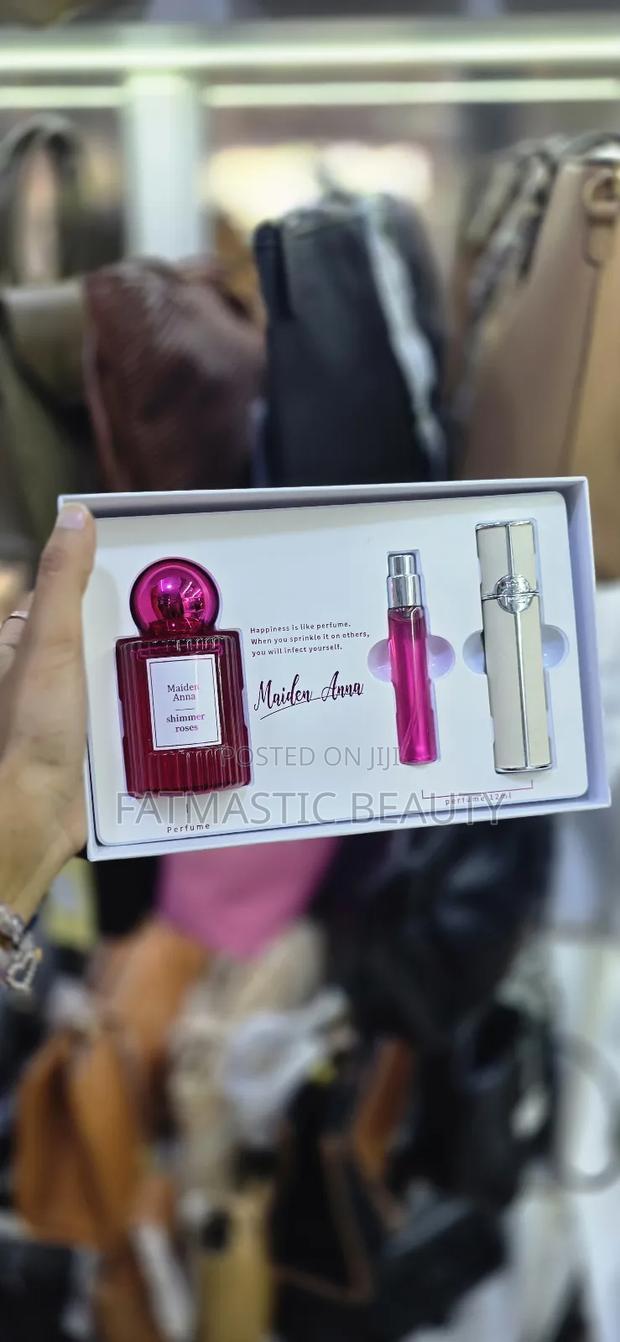 Happiness is like perfume.
When you sprinkle it on others,
you will infect yourself.
Maiden Anna
Maiden
Anna
shimmer
roses
POSTED ON JIJI
FATMASTIC BEAUTY
perfume 12ml
Perfume